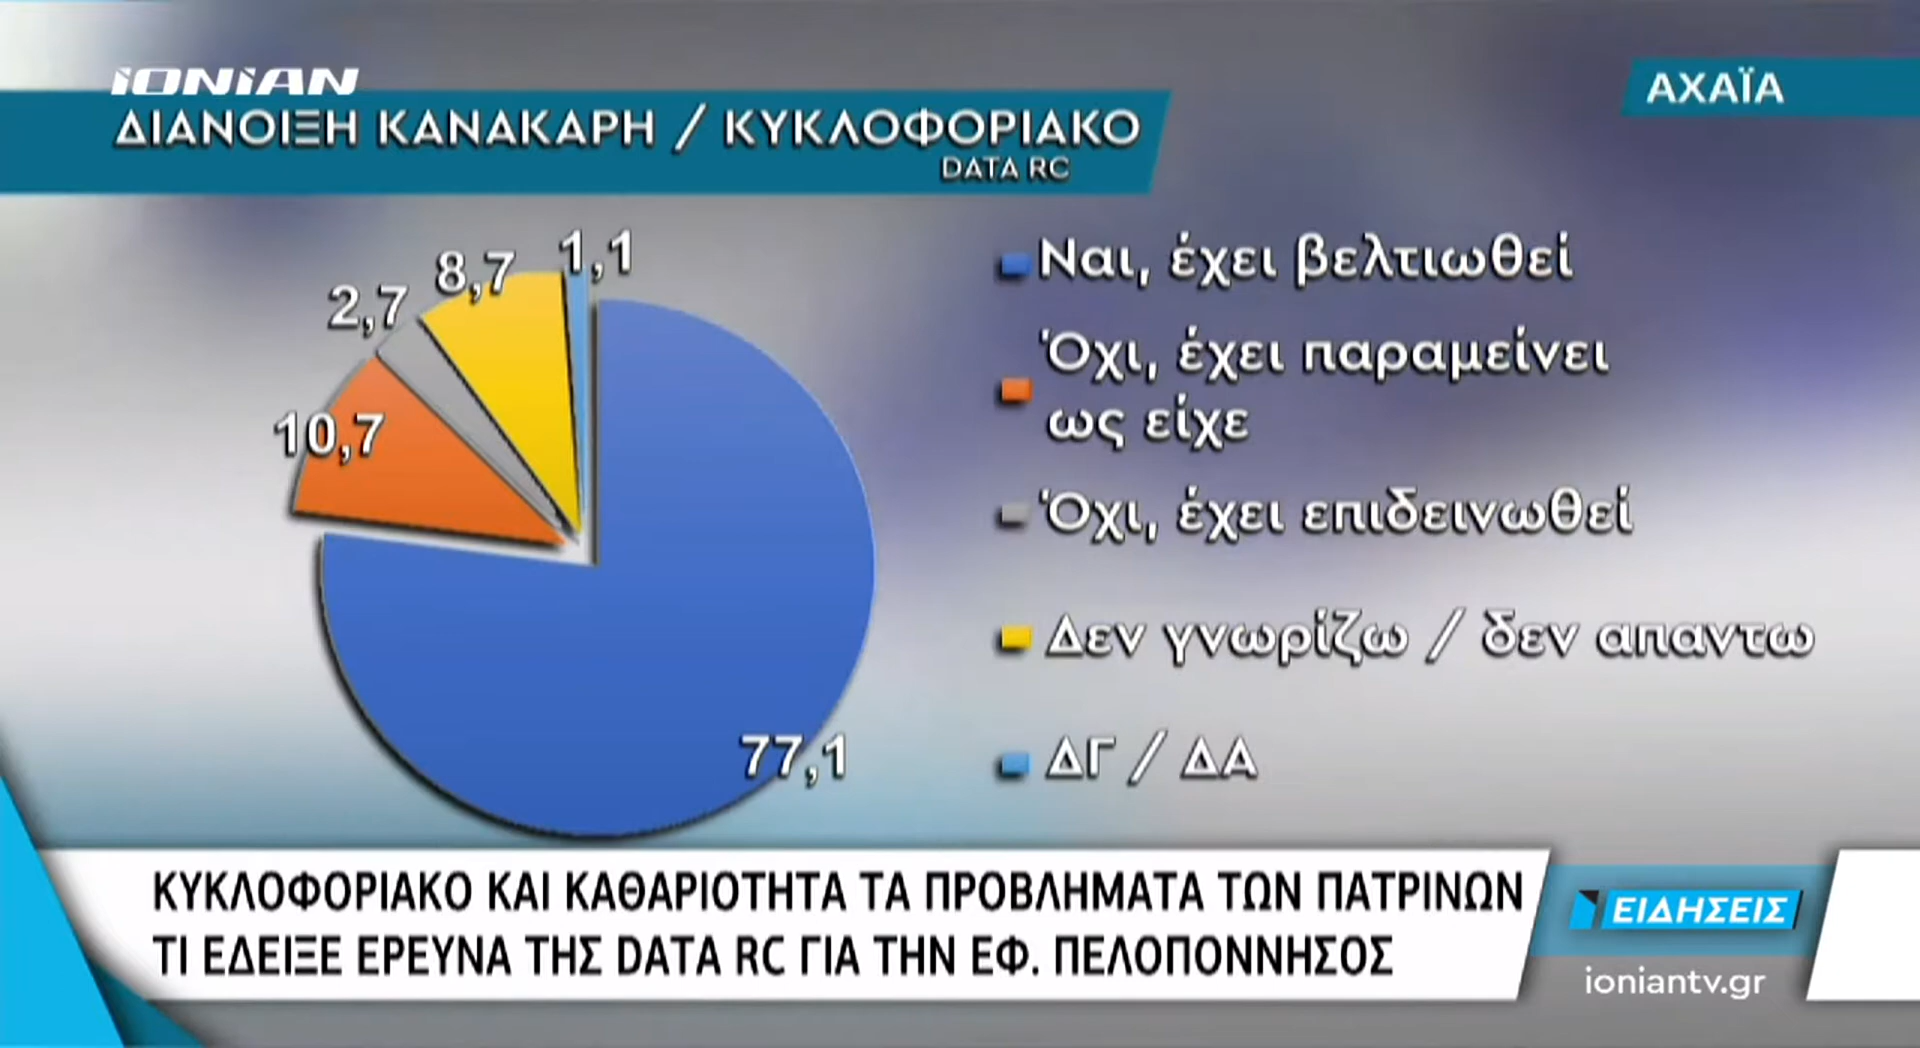 IONIAN
ΔΙΑΝΟΙΞΗ ΚΑΝΑΚΑΡΗ / ΚΥΚΛΟΦΟΡΙΑΚΟ
DATA RC
ΑΧΑΪΑ
1,1
8,7
2,7
10,7
77,1
Ναι, έχει βελτιωθεί
Όχι, έχει παραμείνει
ως είχε
Όχι, έχει επιδεινωθεί
Δεν γνωρίζω / δεν απαντω
ΔΓ / ΔΑ
ΚΥΚΛΟΦΟΡΙΑΚΟ ΚΑΙ ΚΑΘΑΡΙΟΤΗΤΑ ΤΑ ΠΡΟΒΛΗΜΑΤΑ ΤΩΝ ΠΑΤΡΙΝΩΝ
ΤΙ ΕΔΕΙΞΕ ΕΡΕΥΝΑ ΤΗΣ DATA RC ΓΙΑ ΤΗΝ ΕΦ. ΠΕΛΟΠΟΝΝΗΣΟΣ
ΕΙΔΗΣΕΙΣ
ioniantv.gr